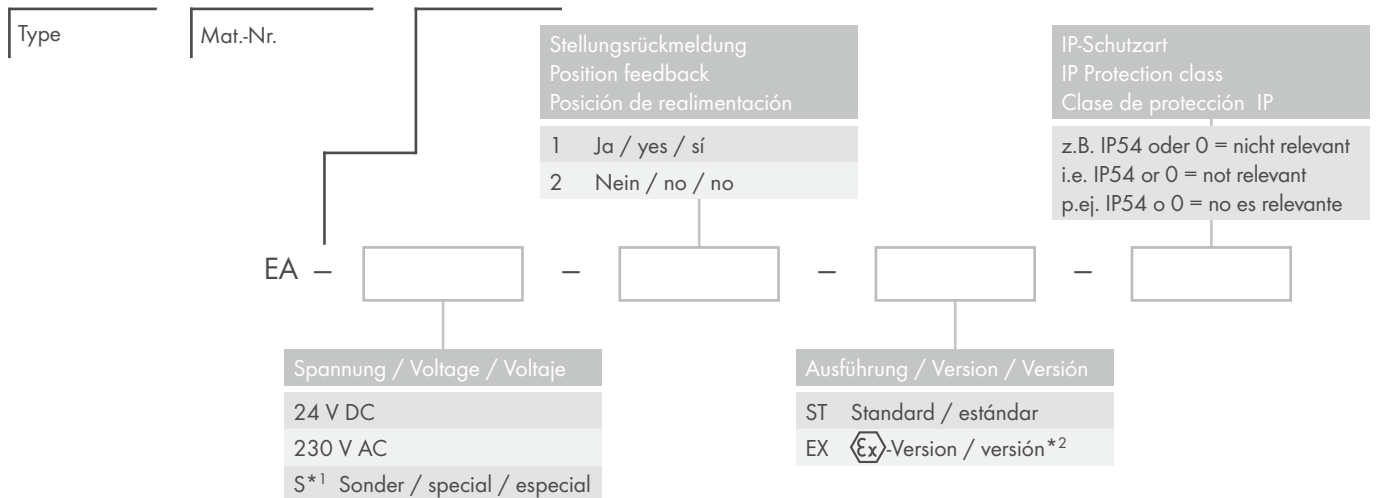 Type
Mat.-Nr.
Stellungsrückmeldung
Position feedback
Posición de realimentación
1 Ja / yes / sí
2 Nein / no / no
IP-Schutzart
IP Protection class
Clase de protección IP
z.B. IP54 oder 0 = nicht relevant
i.e. IP54 or 0 = not relevant
p.ej. IP54 o 0 = no es relevante
EA – – – –
Spannung / Voltage / Voltaje
24 V DC
230 V AC
S*1 Sonder / special / especial
Ausführung / Version / Versión
ST Standard / estándar
EX Ex-Version / versión*2